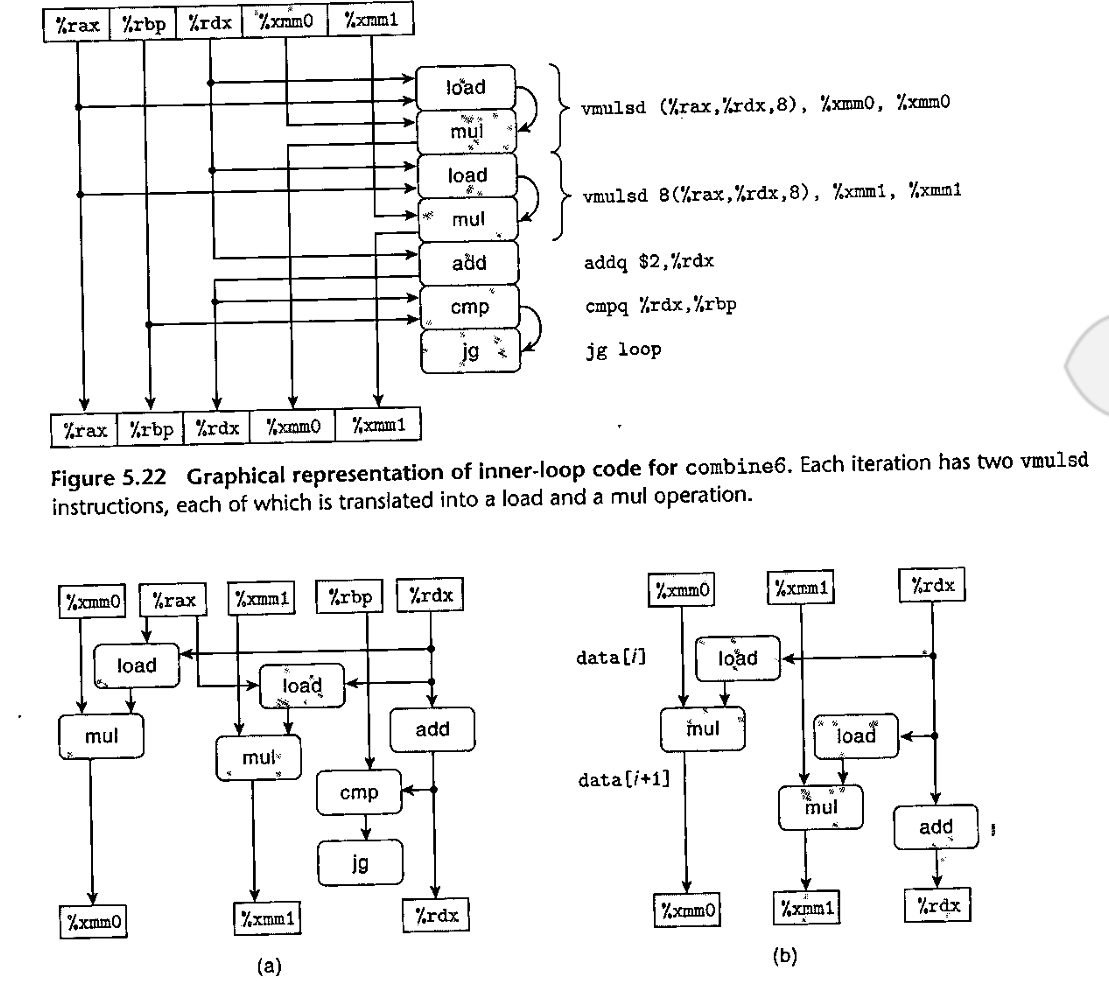 %rax %rbp %rdx %xmm0 %xmm1
load
mul
vmulsd (%rax,%rdx,8), %xmm0, %xmm0
load
mul
vmulsd 8(%rax,%rdx,8), %xmm1, %xmm1
add
addq $2,%rdx
cmp
cmpq %rdx,%rbp
jg
jg loop
%rax %rbp %rdx %xmm0 %xmm1
Figure 5.22 Graphical representation of inner-loop code for combine6. Each iteration has two vmulsd
instructions, each of which is translated into a load and a mul operation.
%xmm0 %rax %xmm1 %rbp %rdx
load
load
mul
add
mul
cmp
jg
%xmm0 %xmm1 %rdx
(a)
%xmm0 %xmm1 %rdx
data[i]
load
mul
load
data[i+1]
mul
add
%xmm0 %xmm1 %rdx
(b)